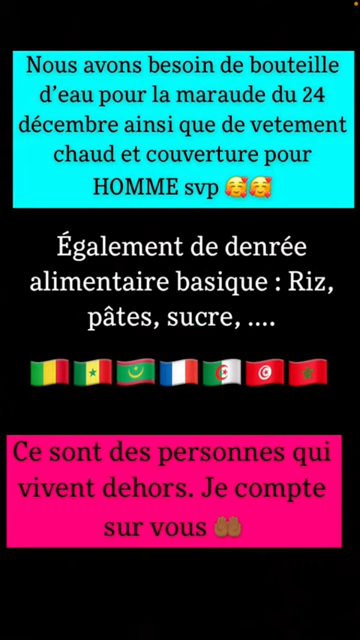 Nous avons besoin de bouteille
d'eau pour la maraude du 24
décembre ainsi que de vetement
chaud et couverture pour
HOMME svp 🥰🥰
Également de denrée
alimentaire basique : Riz,
pâtes, sucre, ....
🇲🇱🇸🇳🇲🇷🇫🇷🇩🇿🇹🇳🇲🇦
Ce sont des personnes qui
vivent dehors. Je compte
sur vous 🤲🏾